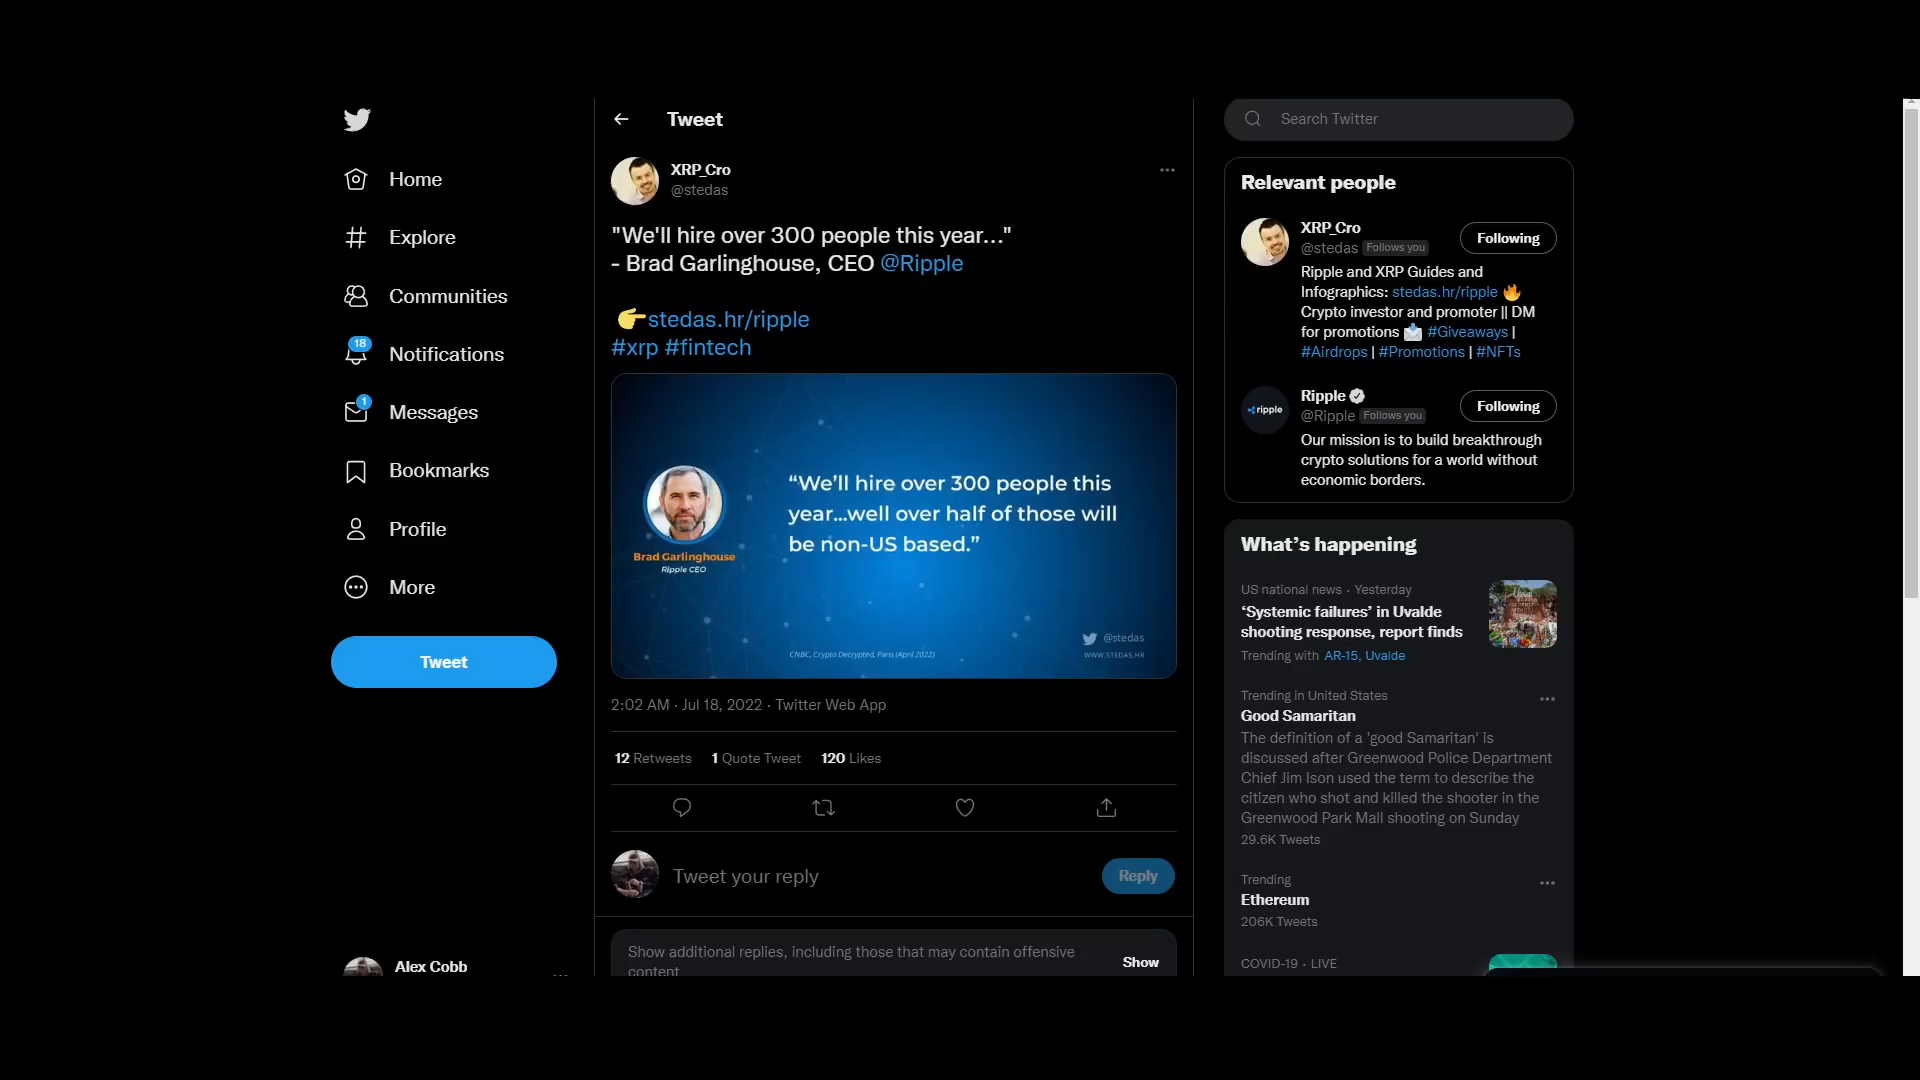 Home
Explore
Communities
18
Notifications
1
Messages
Bookmarks
Profile
More
Tweet
Alex Cobb
Tweet
XRP_Cro
@stedas
"We'll hire over 300 people this year..."
- Brad Garlinghouse, CEO @Ripple
👉stedas.hr/ripple
#xrp #fintech
“We’ll hire over 300 people this
year...well over half of those will
be non-US based.”
Brad Garlinghouse
Ripple CEO
@stedas
CNBC, Crypto Decrypted, Paris (April 2022)
WWW.STEDAS.HR
2:02 AM · Jul 18, 2022 · Twitter Web App
12 Retweets 1 Quote Tweet 120 Likes
Tweet your reply
Reply
Show additional replies, including those that may contain offensive
content
Show
Search Twitter
Relevant people
XRP_Cro
@stedas Follows you
Following
Ripple and XRP Guides and
Infographics: stedas.hr/ripple 🔥
Crypto investor and promoter || DM
for promotions 📩 #Giveaways |
#Airdrops | #Promotions | #NFTs
ripple
Ripple
@Ripple Follows you
Following
Our mission is to build breakthrough
crypto solutions for a world without
economic borders.
What’s happening
US national news · Yesterday
‘Systemic failures’ in Uvalde
shooting response, report finds
Trending with AR-15, Uvalde
Trending in United States
Good Samaritan
The definition of a 'good Samaritan' is
discussed after Greenwood Police Department
Chief Jim Ison used the term to describe the
citizen who shot and killed the shooter in the
Greenwood Park Mall shooting on Sunday
29.6K Tweets
Trending
Ethereum
206K Tweets
COVID-19 · LIVE